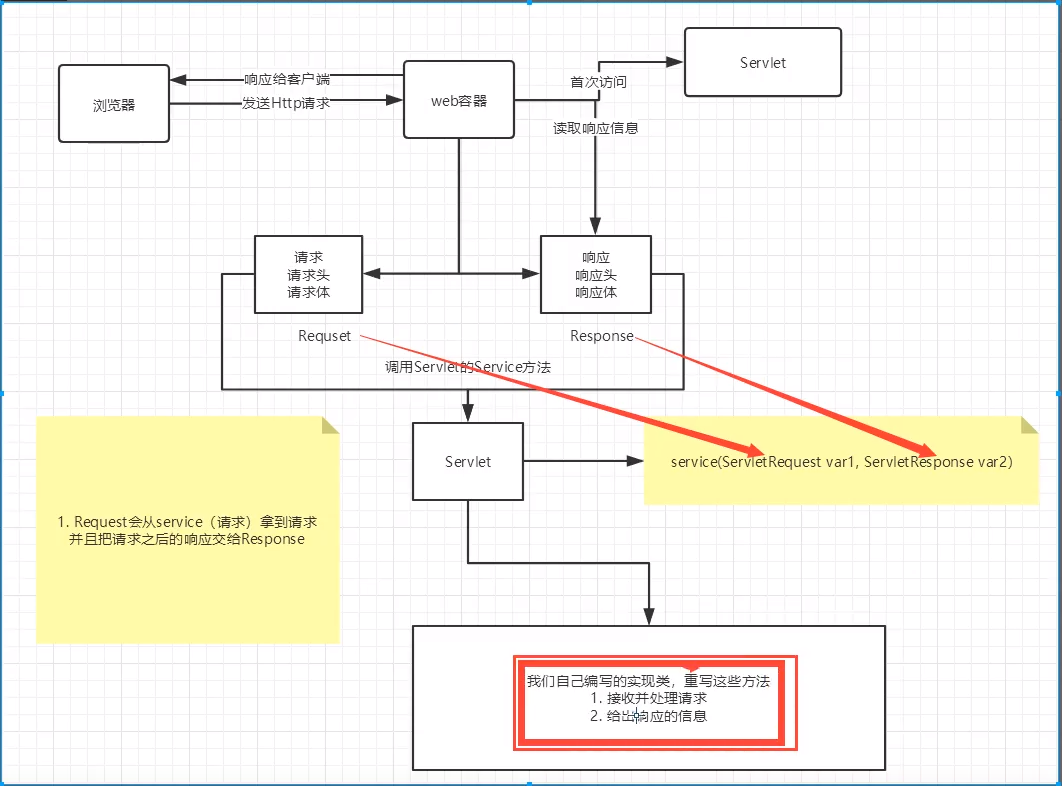 Servlet
响应给客户端
首次访问
浏览器
发送Http请求
web容器
读取响应信息
请求
请求头
请求体
响应
响应头
响应体
Requset
Response
调用Servlet的Service方法
Servlet
service(ServletRequest var1, ServletResponse var2)
1. Request会从service（请求）拿到请求
并且把请求之后的响应交给Response
我们自己编写的实现类，重写这些方法
1. 接收并处理请求
2. 给出响应的信息